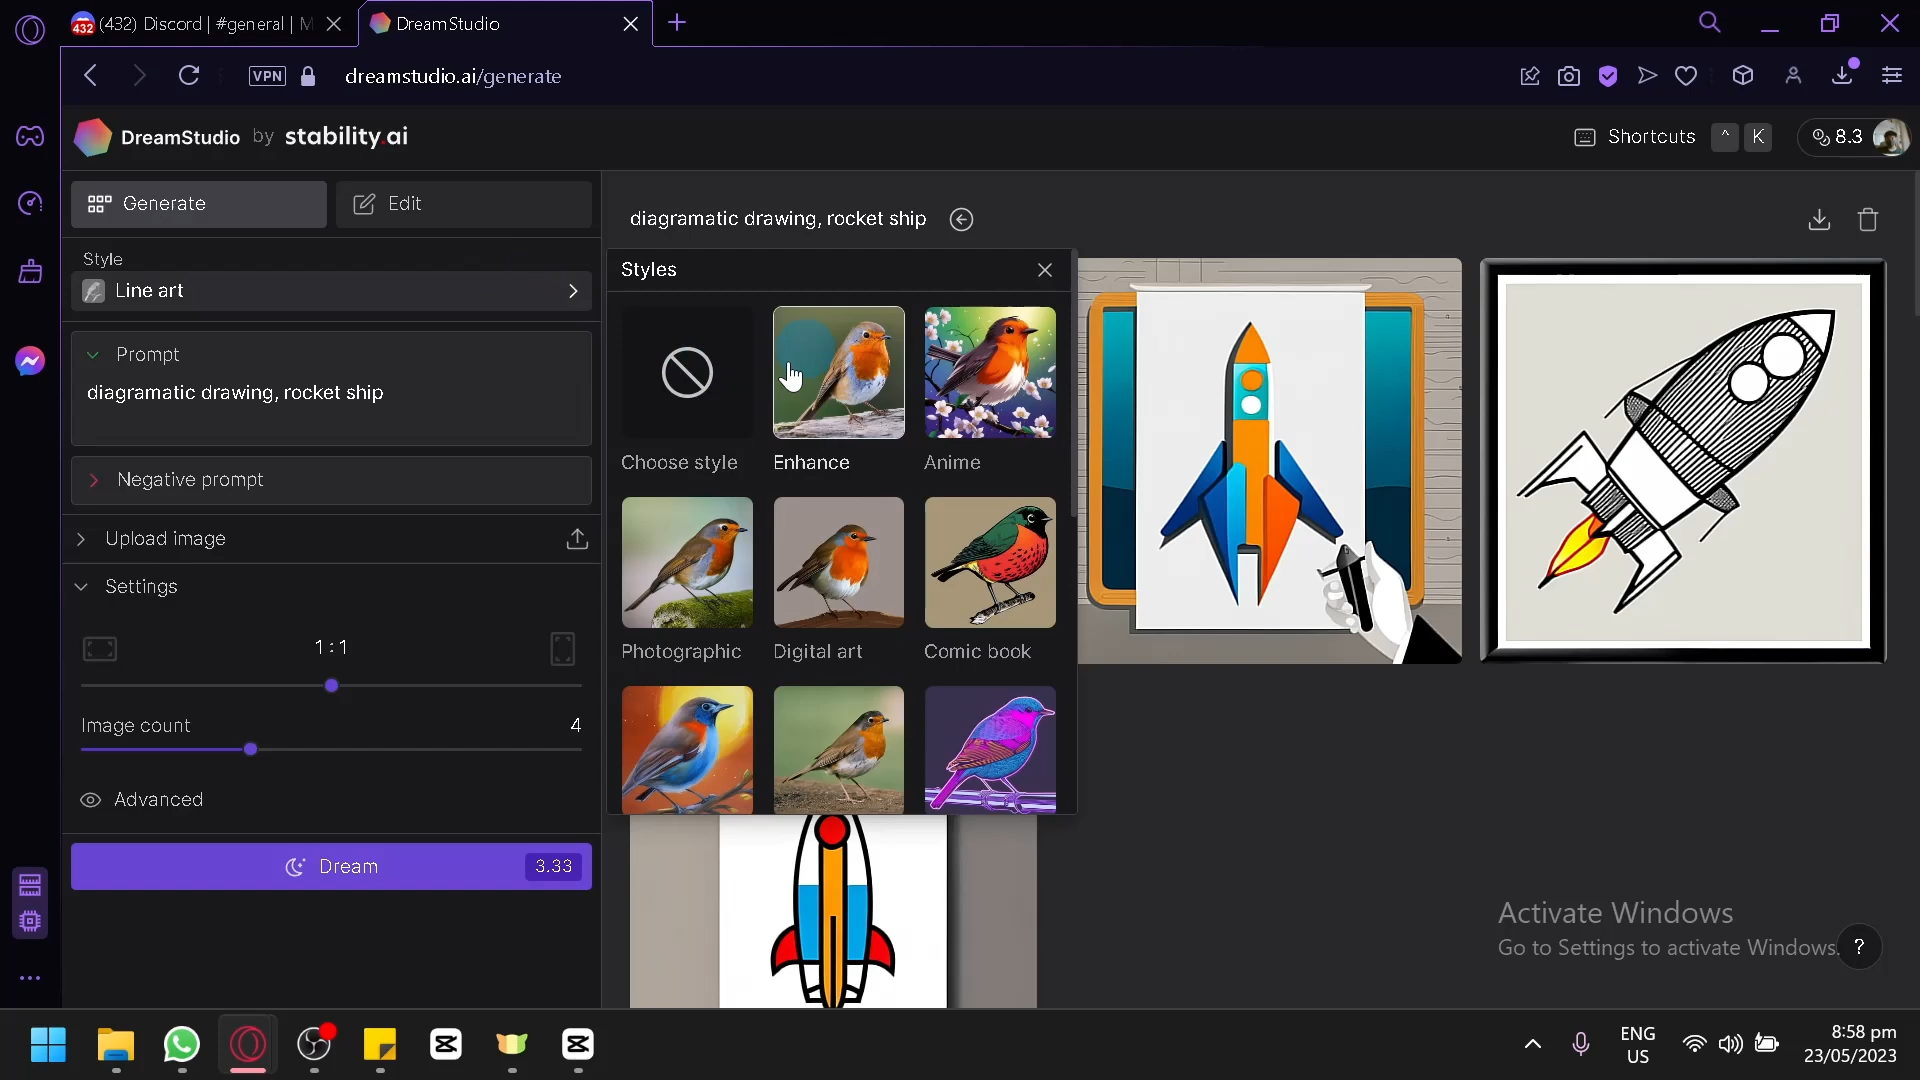 (432) Discord | #general | M
DreamStudio
432
VPN
dreamstudio.ai/generate
DreamStudio by stability.ai
Shortcuts ^ K
8.3
Generate
Edit
Style
Line art
Prompt
diagramatic drawing, rocket ship
Negative prompt
Upload image
Settings
1:1
Image count 4
Advanced
Dream 3.33
diagramatic drawing, rocket ship
Styles
Choose style
Enhance
Anime
Photographic
Digital art
Comic book
Activate Windows
Go to Settings to activate Windows.
?
ENG
US
8:58 pm
23/05/2023